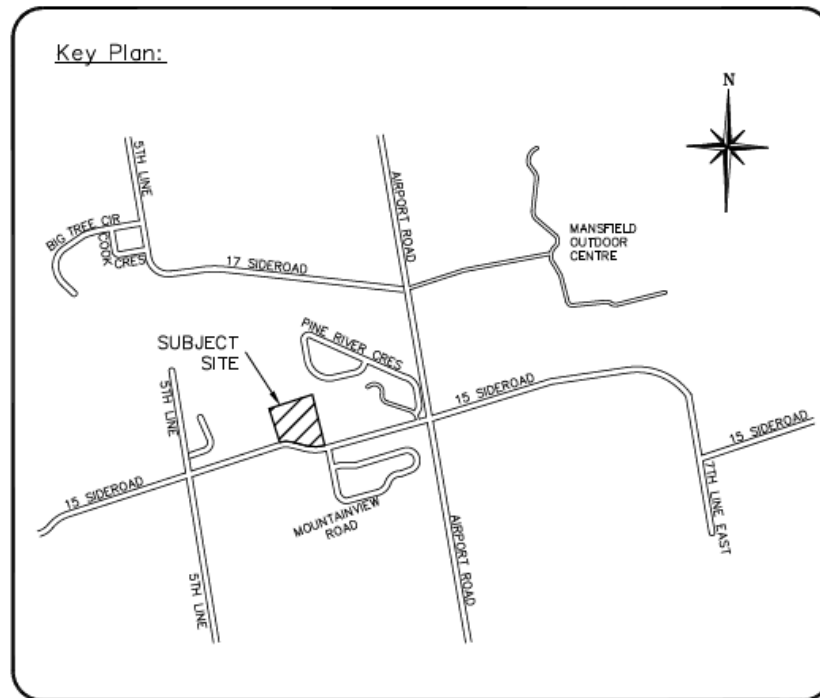 Key Plan:
N
5TH LINE
AIRPORT ROAD
BIG TREE CIR
COOK CRES
MANSFIELD
OUTDOOR
CENTRE
17 SIDEROAD
PINE RIVER CRES
SUBJECT
SITE
5TH LINE
15 SIDEROAD
15 SIDEROAD
15 SIDEROAD
7TH LINE EAST
MOUNTAINVIEW
ROAD
AIRPORT ROAD
5TH LINE